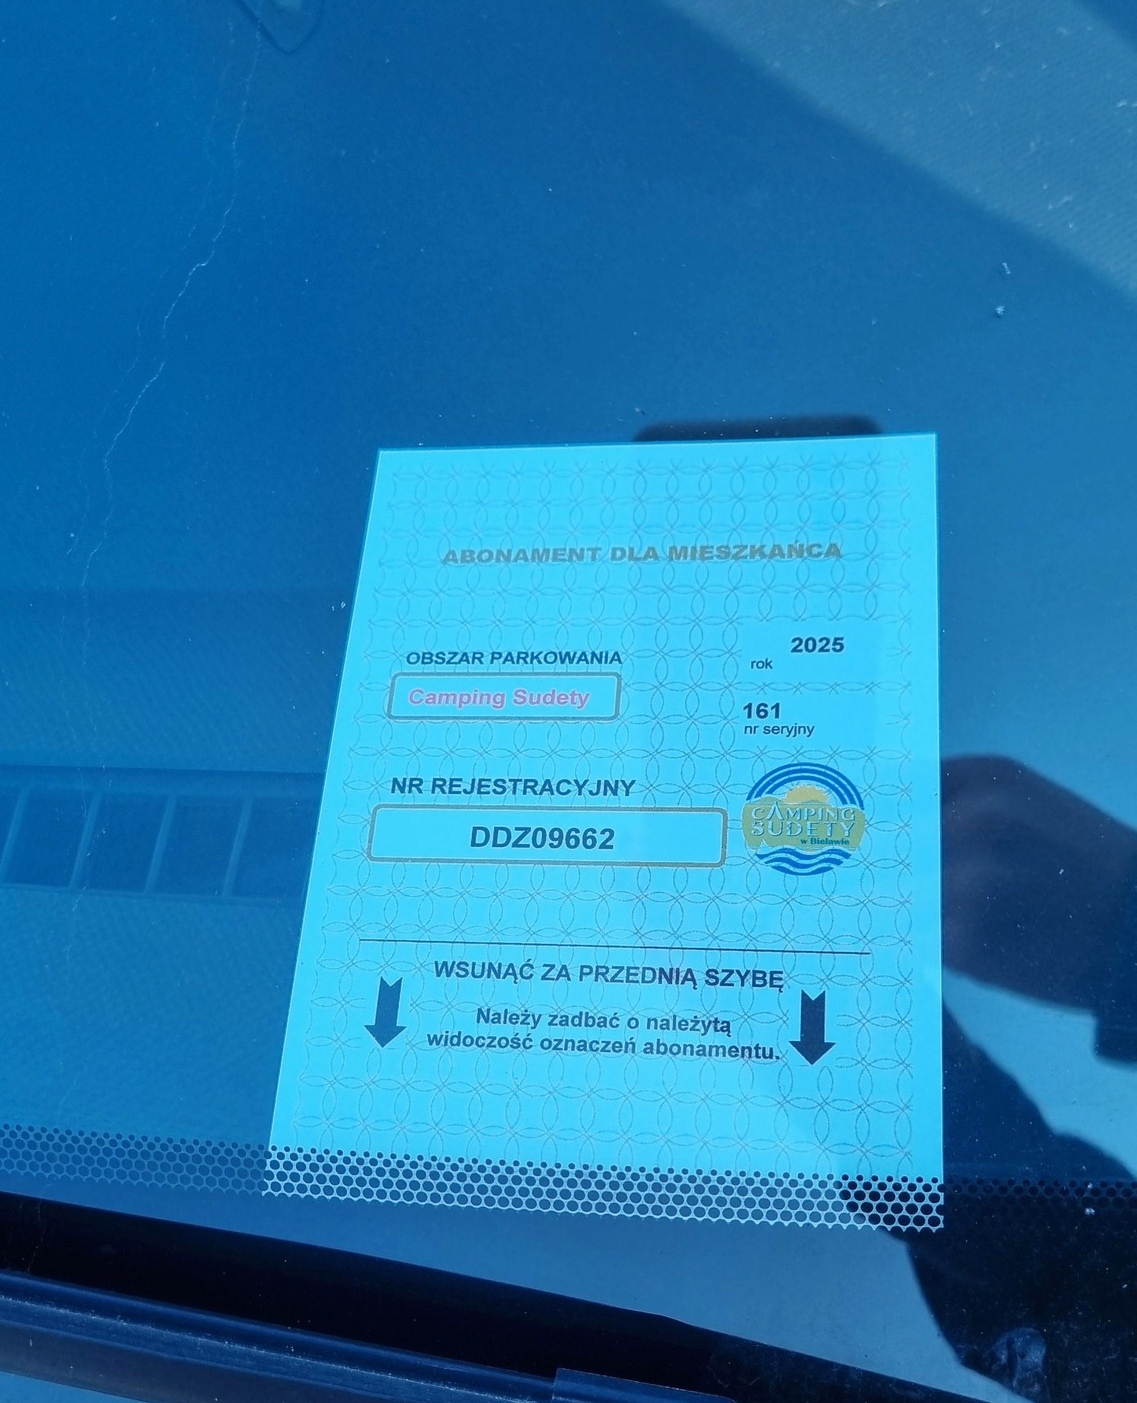 ABONAMENT DLA MIESZKAŃCA
OBSZAR PARKOWANIA
Camping Sudety
2025
rok
161
nr seryjny
NR REJESTRACYJNY
DDZ09662
CAMPING
SUDETY
w Bielawie
WSUNĄĆ ZA PRZEDNIĄ SZYBĘ
Należy zadbać o należytą
widoczość oznaczeń abonamentu.